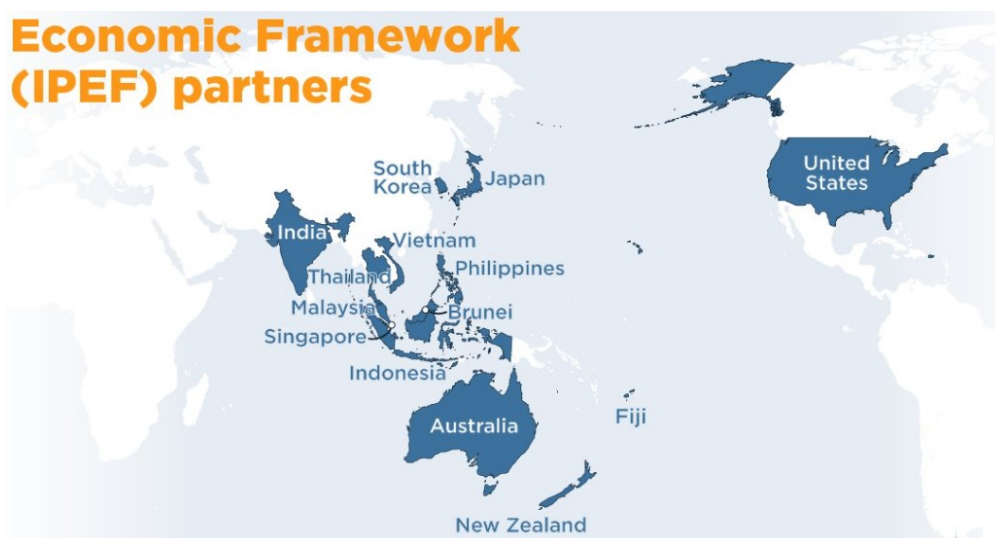 Economic Framework
(IPEF) partners
South
Korea
Japan
United
States
India
Vietnam
Thailand
Philippines
Malaysia
Brunei
Singapore
Indonesia
Australia
Fiji
New Zealand